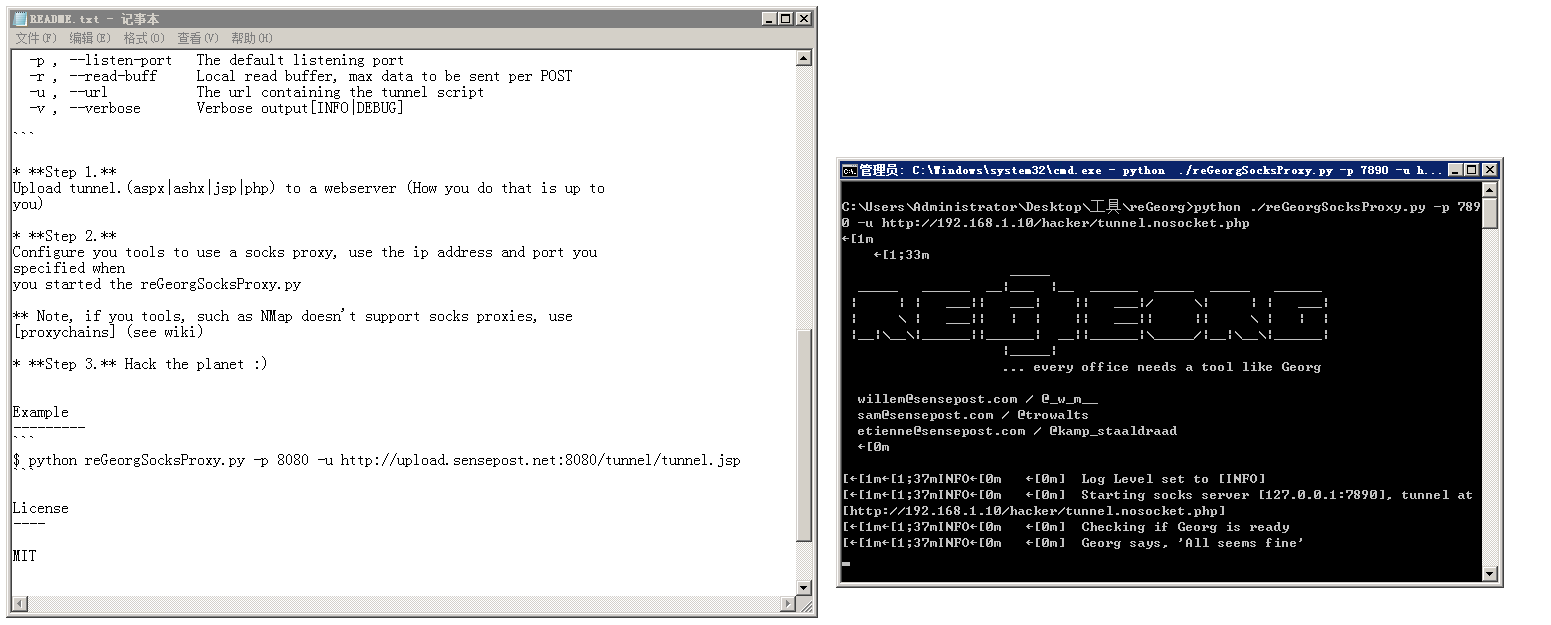 README.txt - 记事本
文件(F) 编辑(E) 格式(O) 查看(V) 帮助(H)
-p , --listen-port The default listening port
-r , --read-buff Local read buffer, max data to be sent per POST
-u , --url The url containing the tunnel script
-v , --verbose Verbose output[INFO|DEBUG]
```
* **Step 1.**
Upload tunnel.(aspx|ashx|jsp|php) to a webserver (How you do that is up to
you)
* **Step 2.**
Configure you tools to use a socks proxy, use the ip address and port you
specified when
you started the reGeorgSocksProxy.py
** Note, if you tools, such as NMap doesn't support socks proxies, use
[proxychains] (see wiki)
* **Step 3.** Hack the planet :)
Example
---------
```
$ python reGeorgSocksProxy.py -p 8080 -u http://upload.sensepost.net:8080/tunnel/tunnel.jsp
```
License
----
MIT
管理员: C:\Windows\system32\cmd.exe - python ./reGeorgSocksProxy.py -p 7890 -u h...
C:\Users\Administrator\Desktop\工具\reGeorg>python ./reGeorgSocksProxy.py -p 789
0 -u http://192.168.1.10/hacker/tunnel.nosocket.php
←[1m
←[1;33m
REGEORG
... every office needs a tool like Georg
willem@sensepost.com / @_w_m__
sam@sensepost.com / @trowalts
etienne@sensepost.com / @kamp_staaldraad
←[0m
[←[1m←[1;37mINFO←[0m ←[0m] Log Level set to [INFO]
[←[1m←[1;37mINFO←[0m ←[0m] Starting socks server [127.0.0.1:7890], tunnel at
[http://192.168.1.10/hacker/tunnel.nosocket.php]
[←[1m←[1;37mINFO←[0m ←[0m] Checking if Georg is ready
[←[1m←[1;37mINFO←[0m ←[0m] Georg says, 'All seems fine'